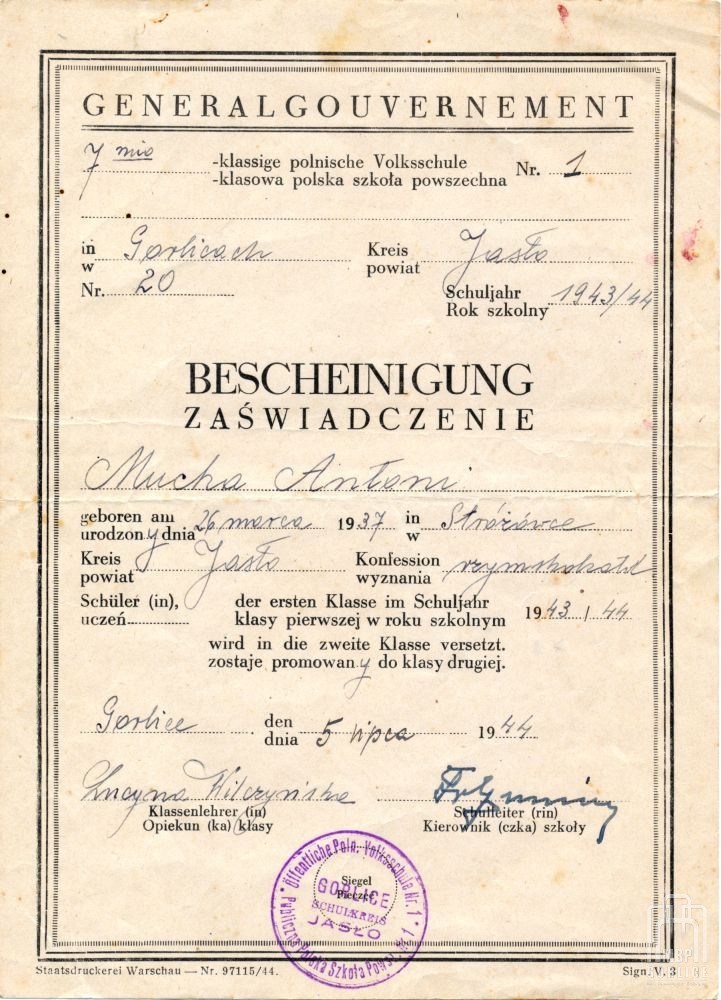 GENERALGOUVERNEMENT
7 mio -klassige polnische Volksschule Nr. 1
-klasowa polska szkoła powszechna
in Gorlicach Kreis Jasło
w powiat
Nr. 20 Schuljahr 1943/44
Rok szkolny
BESCHEINIGUNG
ZAŚWIADCZENIE
Mucha Antoni
geboren am 26 marca 1937 in Stróżówce
urodzony dnia w
Kreis Jasło Konfession rzymskokatol
powiat wyznania
Schüler (in), der ersten Klasse im Schuljahr 1943/44
uczeń klasy pierwszej w roku szkolnym
wird in die zweite Klasse versetzt.
zostaje promowany do klasy drugiej.
Gorlice den 5 lipca 1944
dnia
Lucyna Wilczyńska
Klassenlehrer (in) Schulleiter (rin)
Opiekun (ka) klasy Kierownik (czka) szkoły
Öffentliche Poln. Volksschule Nr. 1
Siegel
GORLICE
Pieczęć
SCHULKREIS
JASŁO
Publiczna Polska Szkoła Powsz. Nr. 1
Staatsdruckerei Warschau — Nr. 97115/44. Sign. V. 3